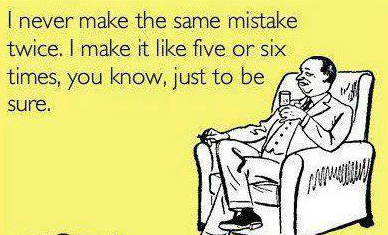 I never make the same mistake
twice. I make it like five or six
times, you know, just to be
sure.